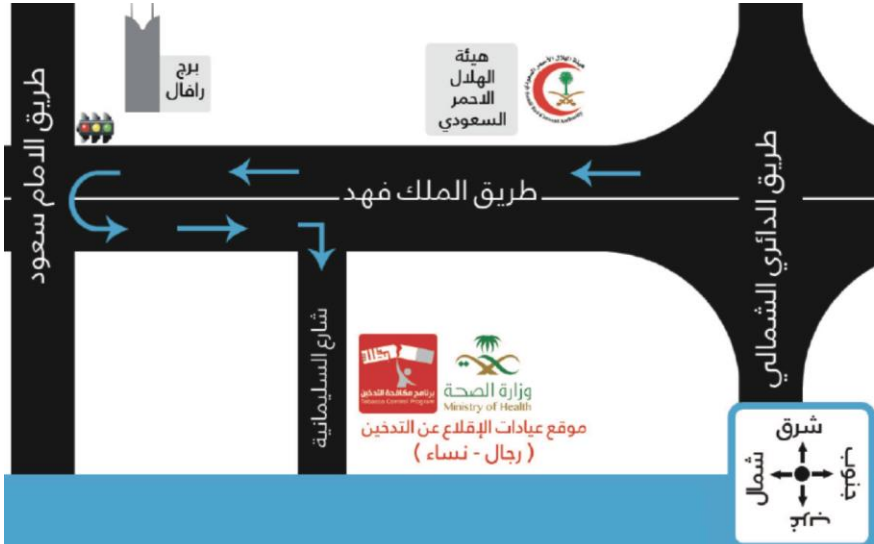 برج
رافال
هيئة
الهلال
الاحمر
السعودي
طريق الامام سعود
طريق الملك فهد
طريق الدائري الشمالي
شارع السليمانية
برنامج مكافحة التدخين
Tobacco Control Program
وزارة الصحة
Ministry of Health
موقع عيادات الإقلاع عن التدخين
( رجال - نساء )
شرق
شمال
جنوب
غرب